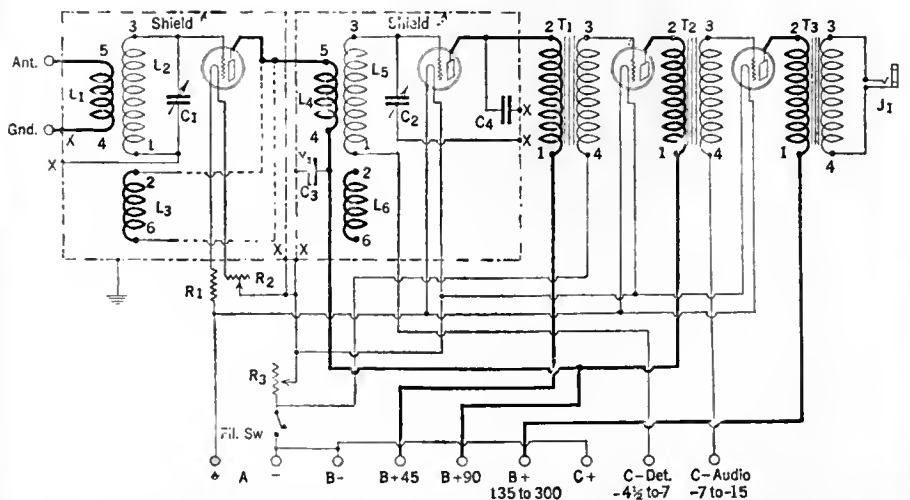 Shield Shield
T1 T2 T3
3 3 2 3 2 3 2 3
5 5
Ant.
L2 L5
L1 C1 L4 C2 C4 X J1
Gnd.
4 4 X
X 1 1 1 4 1 4 1 4
X
2 2
C3
L3 L6
6 6
X X
R1 R2
R3
Fil. Sw
A - B- B+45 B+90 B+ C+ C-Det. C-Audio
135 to 300 -4½ to-7 -7 to -15